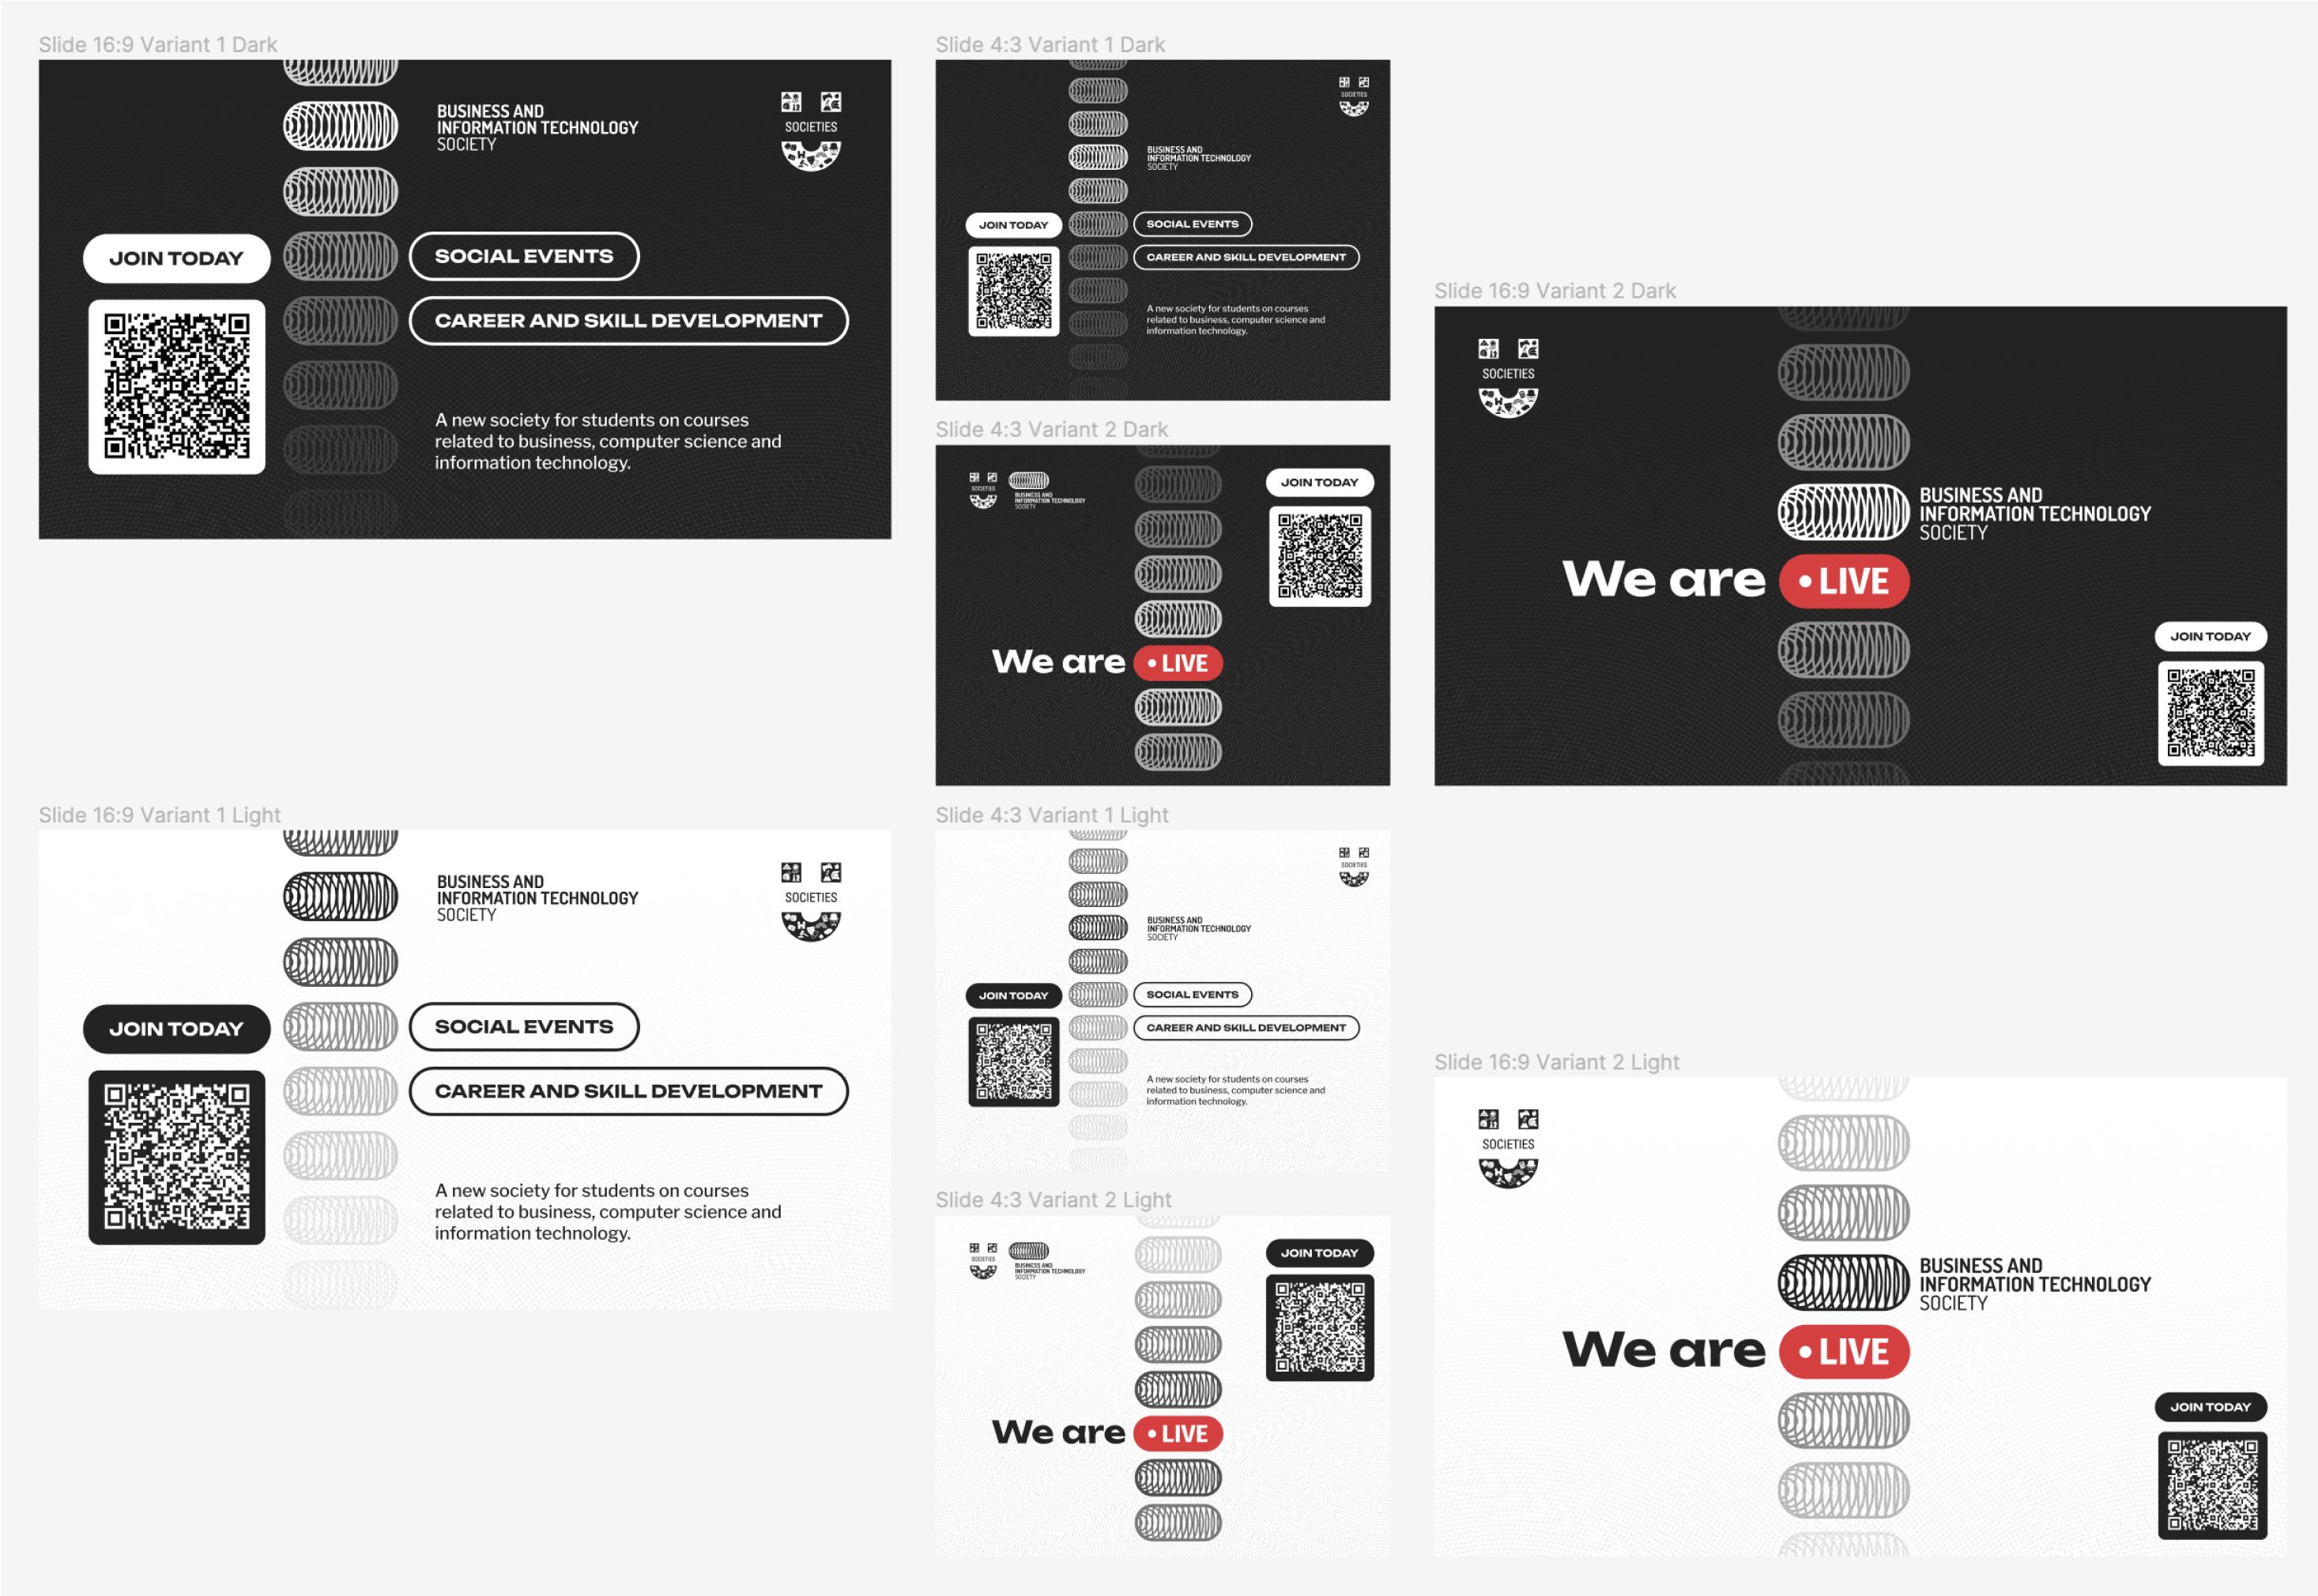 Slide 16:9 Variant 1 Dark
BUSINESS AND
INFORMATION TECHNOLOGY
SOCIETY
SOCIETIES
JOIN TODAY
SOCIAL EVENTS
CAREER AND SKILL DEVELOPMENT
A new society for students on courses
related to business, computer science and
information technology.
Slide 4:3 Variant 1 Dark
SOCIETIES
BUSINESS AND
INFORMATION TECHNOLOGY
SOCIETY
JOIN TODAY
SOCIAL EVENTS
CAREER AND SKILL DEVELOPMENT
A new society for students on courses
related to business, computer science and
information technology.
Slide 4:3 Variant 2 Dark
SOCIETIES
BUSINESS AND
INFORMATION TECHNOLOGY
SOCIETY
JOIN TODAY
We are
• LIVE
Slide 16:9 Variant 2 Dark
SOCIETIES
BUSINESS AND
INFORMATION TECHNOLOGY
SOCIETY
We are
• LIVE
JOIN TODAY
Slide 16:9 Variant 1 Light
BUSINESS AND
INFORMATION TECHNOLOGY
SOCIETY
SOCIETIES
JOIN TODAY
SOCIAL EVENTS
CAREER AND SKILL DEVELOPMENT
A new society for students on courses
related to business, computer science and
information technology.
Slide 4:3 Variant 1 Light
SOCIETIES
BUSINESS AND
INFORMATION TECHNOLOGY
SOCIETY
JOIN TODAY
SOCIAL EVENTS
CAREER AND SKILL DEVELOPMENT
A new society for students on courses
related to business, computer science and
information technology.
Slide 4:3 Variant 2 Light
SOCIETIES
BUSINESS AND
INFORMATION TECHNOLOGY
SOCIETY
JOIN TODAY
We are
• LIVE
Slide 16:9 Variant 2 Light
SOCIETIES
BUSINESS AND
INFORMATION TECHNOLOGY
SOCIETY
We are
• LIVE
JOIN TODAY